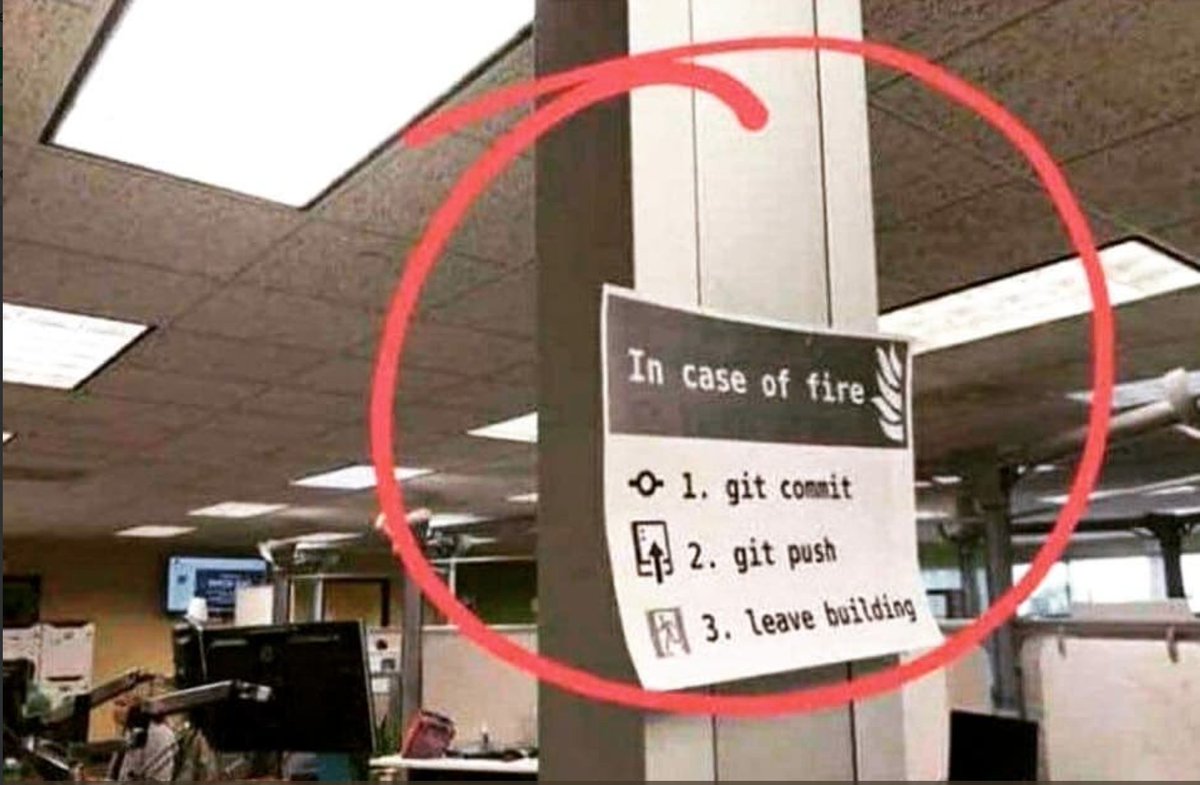 In case of fire
1. git commit
2. git push
3. leave building